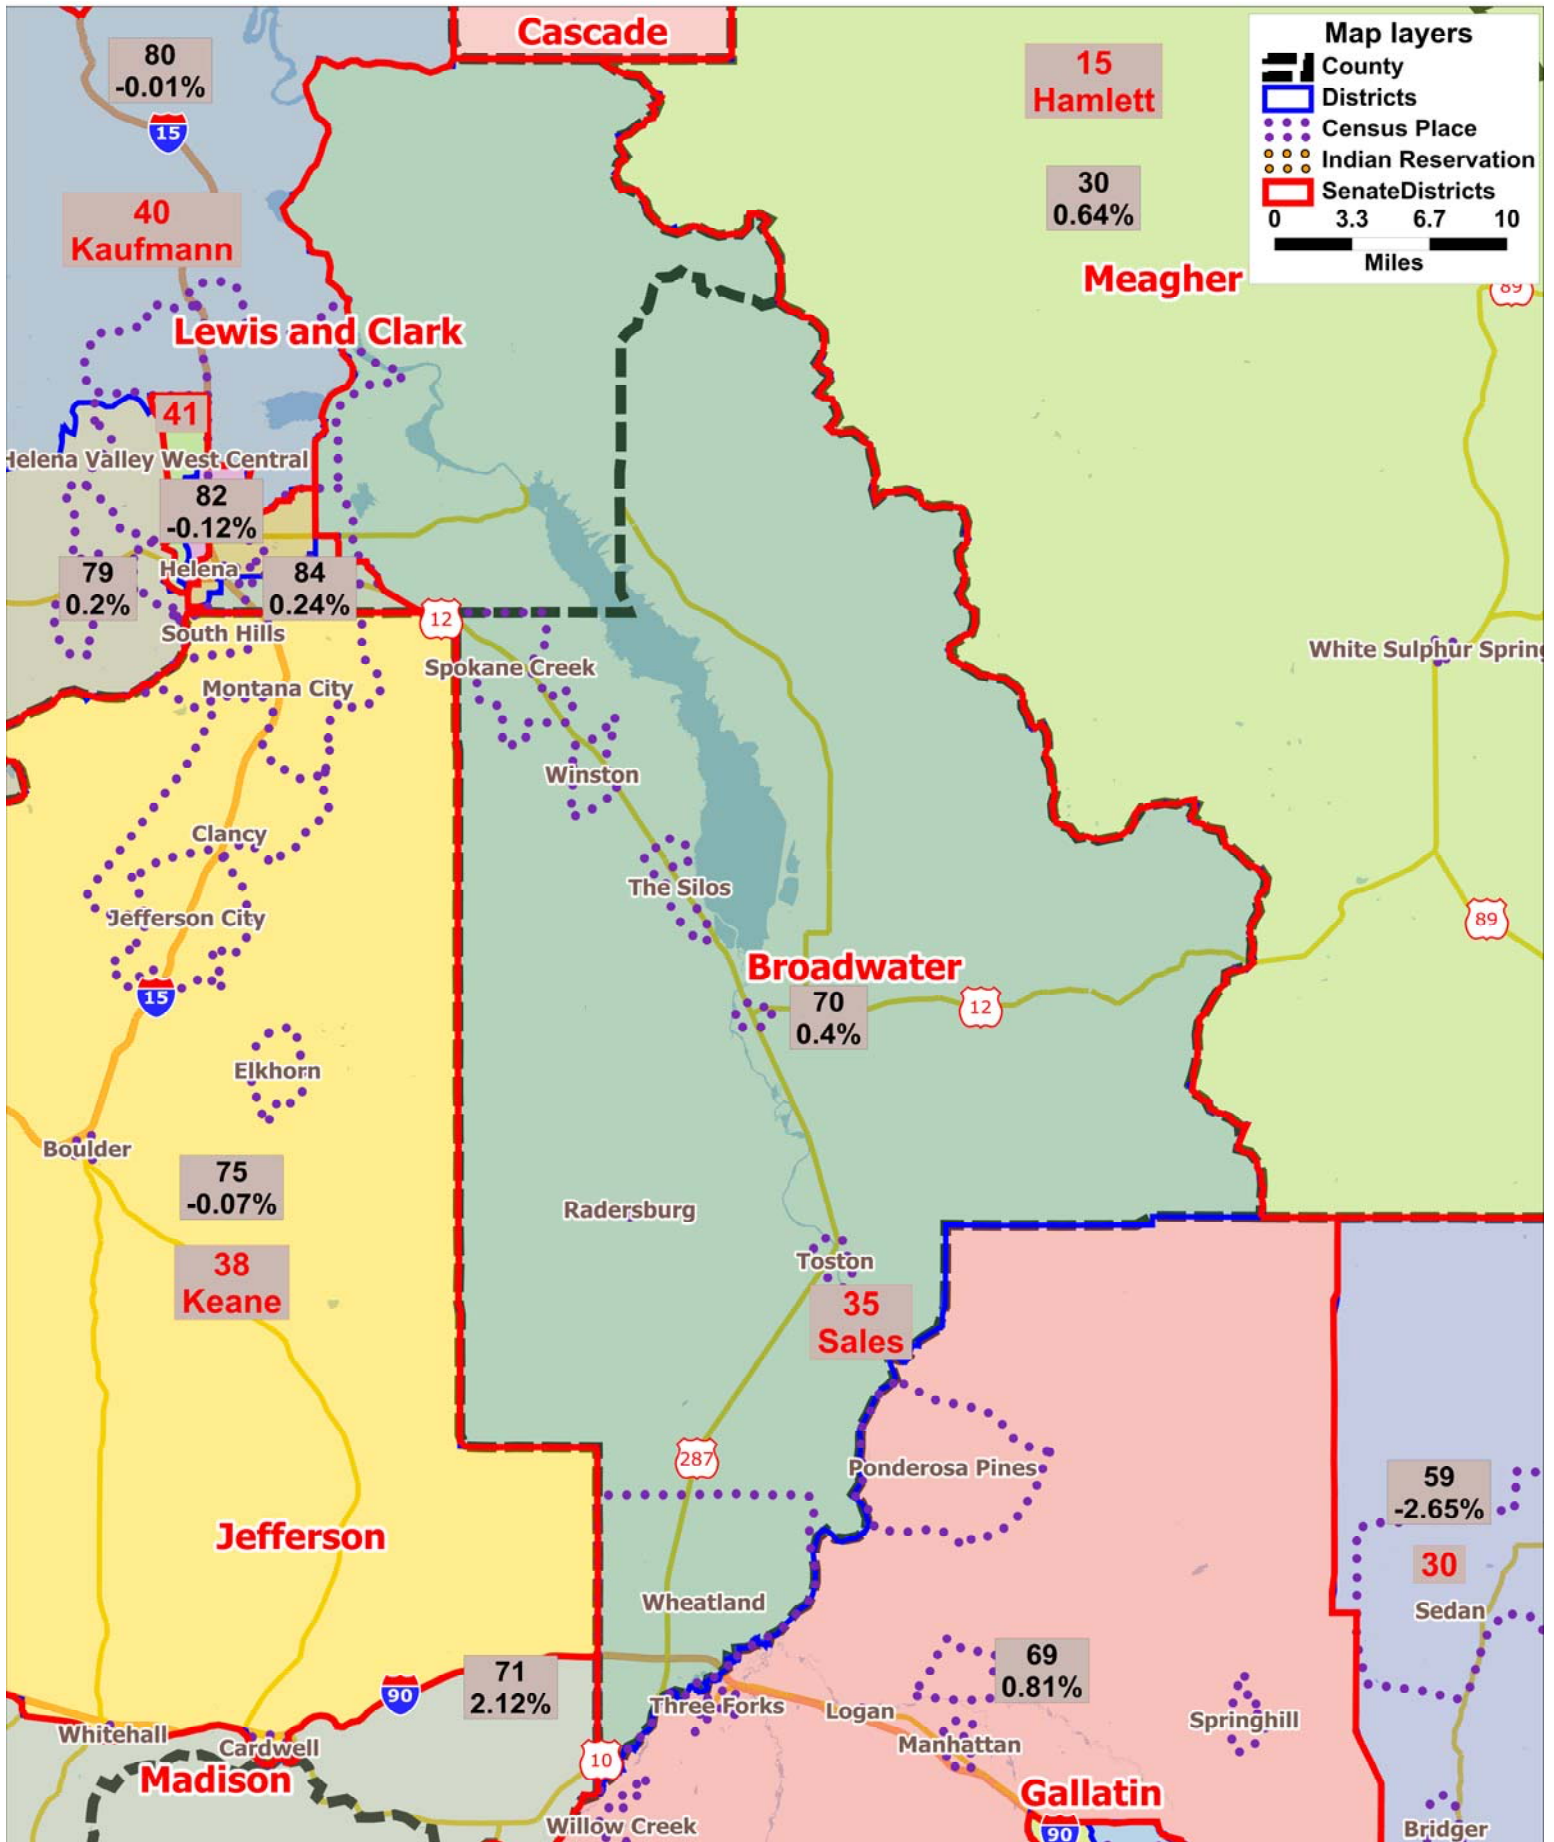 Cascade
80
-0.01%
15
15
Hamlett
Map layers
County
Districts
Census Place
Indian Reservation
SenateDistricts
0 3.3 6.7 10
Miles
30
0.64%
40
Kaufmann
Meagher
89
Lewis and Clark
41
Helena Valley West Central
82
-0.12%
Helena
79
0.2%
84
0.24%
12
South Hills
White Sulphur Spring
Spokane Creek
Montana City
Winston
Clancy
The Silos
Jefferson City
89
Broadwater
15
70
0.4%
12
Elkhorn
Boulder
75
-0.07%
Radersburg
Toston
38
Keane
35
Sales
287
Ponderosa Pines
59
-2.65%
Jefferson
30
Wheatland
Sedan
71
2.12%
69
0.81%
90
Three Forks
Logan
Springhill
Whitehall
Cardwell
Manhattan
10
Madison
Gallatin
Willow Creek
90
Bridger